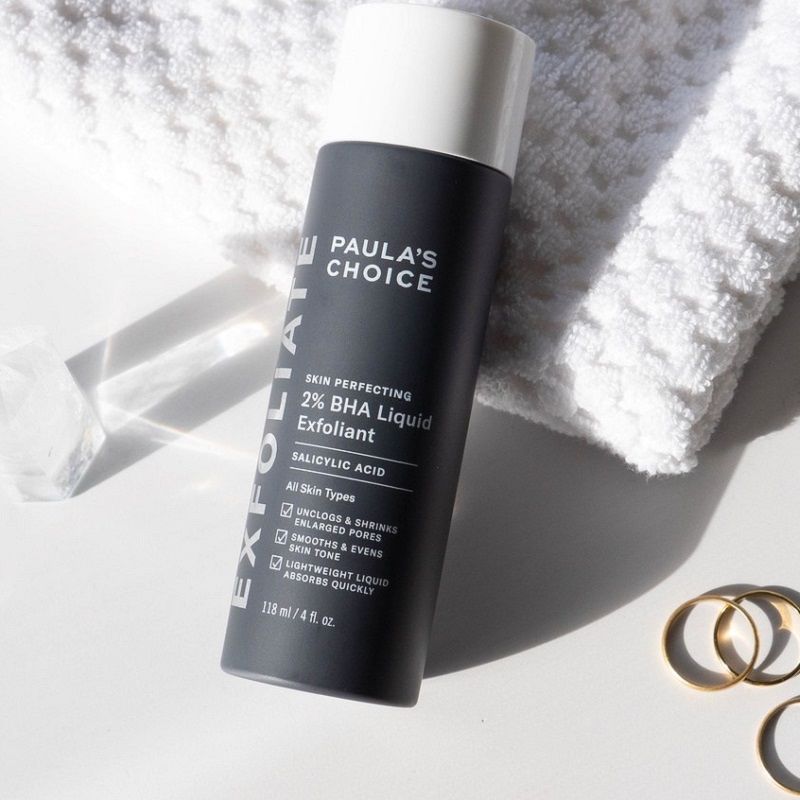 EXFOLIATE
PAULA'S
CHOICE
SKIN PERFECTING
2% BHA Liquid
Exfoliant
SALICYLIC ACID
All Skin Types
UNCLOGS & SHRINKS
ENLARGED PORES
SMOOTHS & EVENS
SKIN TONE
LIGHTWEIGHT LIQUID
ABSORBS QUICKLY
118 ml / 4 fl. oz.